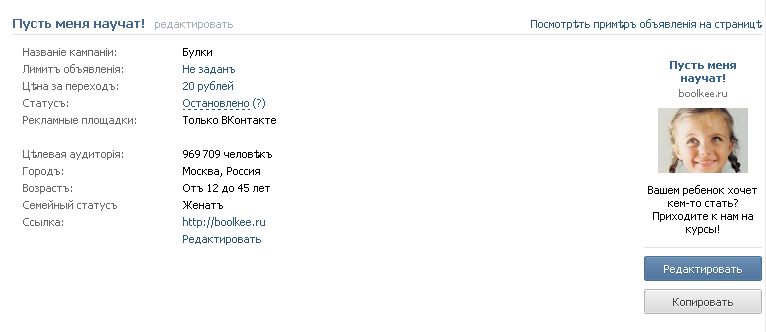 Пусть меня научат! редактировать
Посмотрѣть примѣръ объявленія на страницѣ
Названіе кампаніи: Булки
Лимитъ объявленія: Не заданъ
Цѣна за переходъ: 20 рублей
Статусъ: Остановлено (?)
Рекламные площадки: Только ВКонтакте
Цѣлевая аудиторія: 969 709 человѣкъ
Городъ: Москва, Россия
Возрастъ: Отъ 12 до 45 лет
Семейный статусъ Женатъ
Ссылка: http://boolkee.ru
Редактировать
Пусть меня
научат!
boolkee.ru
Вашем ребенок хочет
кем-то стать?
Приходите к нам на
курсы!
Редактировать
Копировать